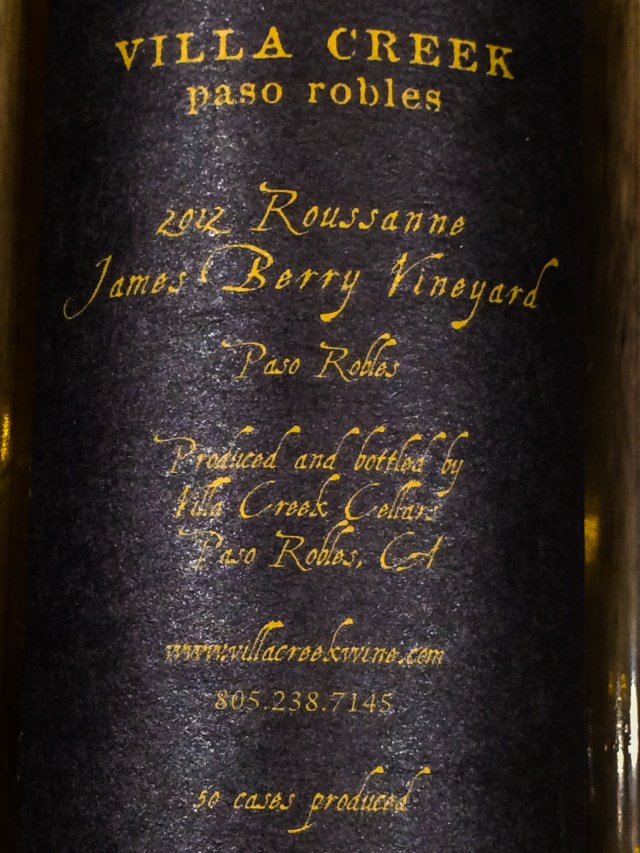 VILLA CREEK
paso robles
2012 Roussanne
James Berry Vineyard
Paso Robles
Produced and bottled by
Villa Creek Cellars
Paso Robles, CA
www.villacreekwine.com
805.238.7145
50 cases produced